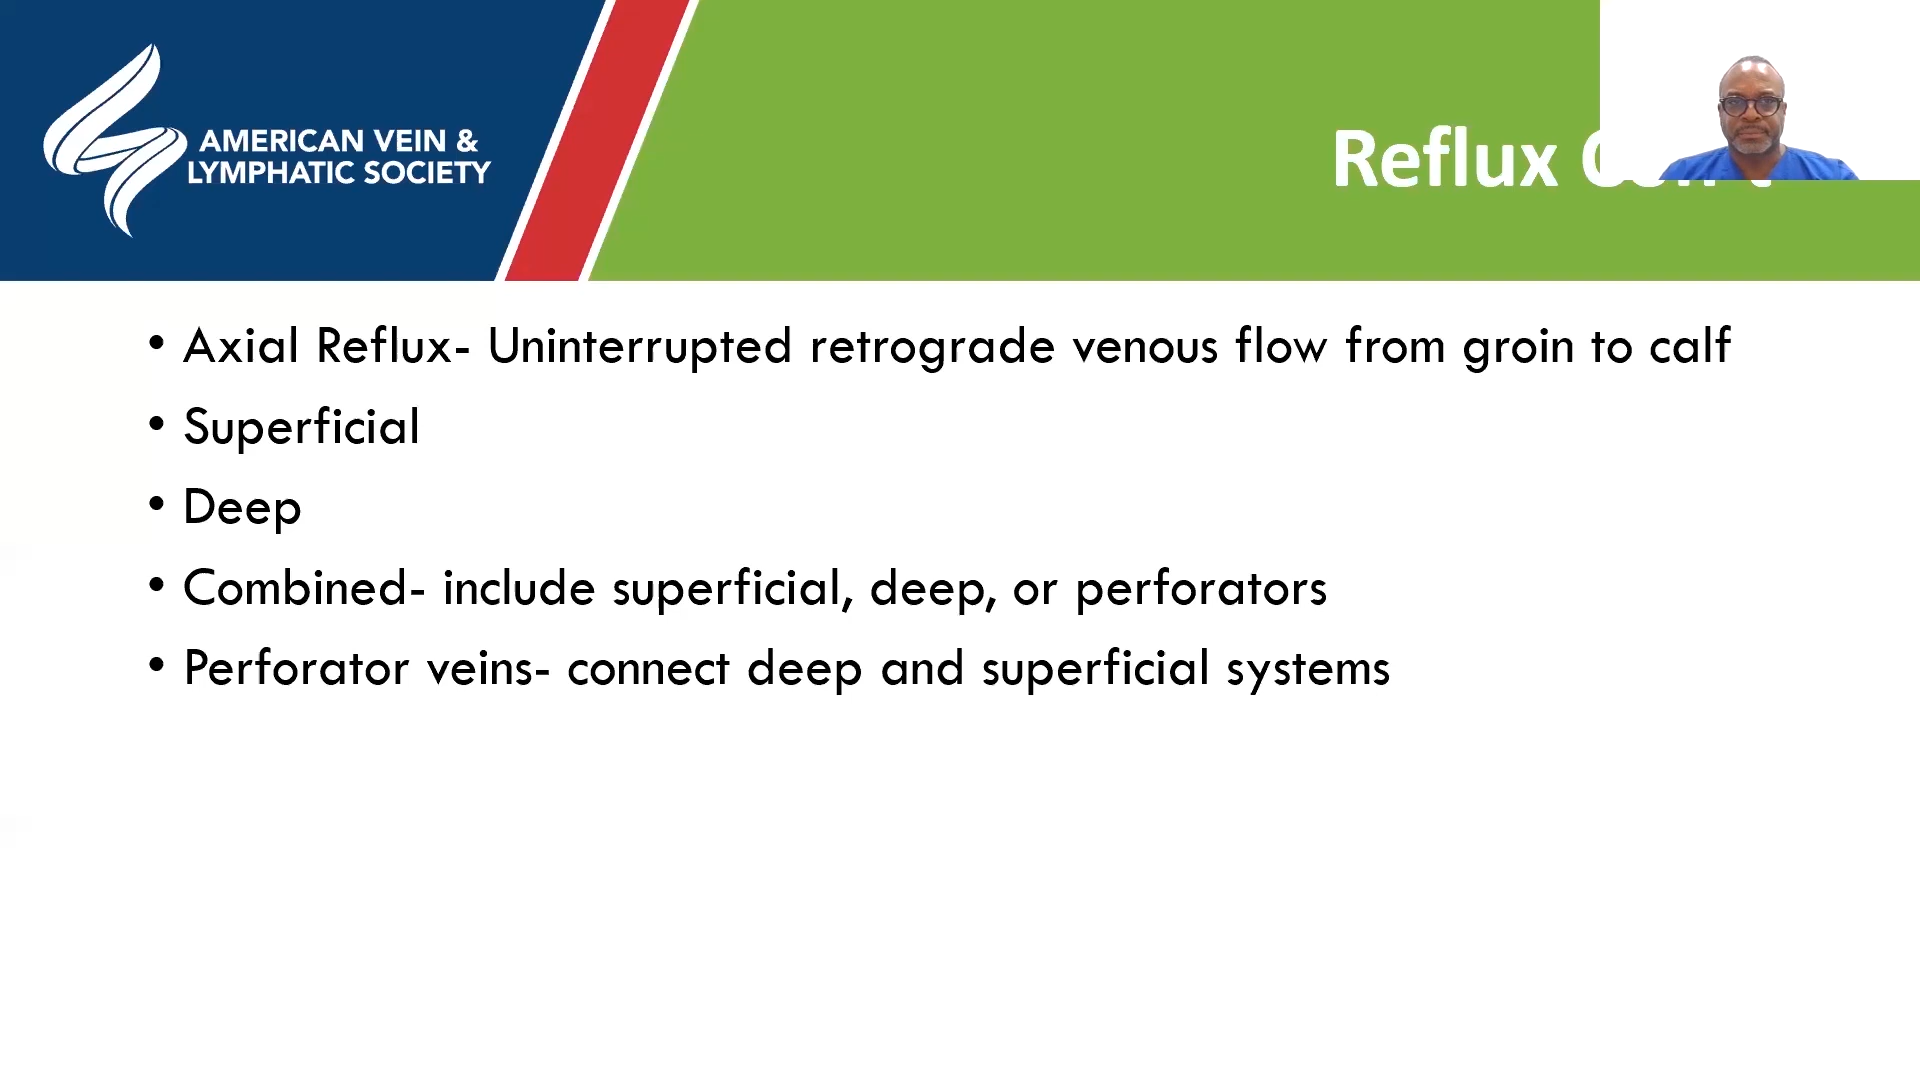 AMERICAN VEIN &
LYMPHATIC SOCIETY
Reflux
• Axial Reflux- Uninterrupted retrograde venous flow from groin to calf
• Superficial
• Deep
• Combined- include superficial, deep, or perforators
• Perforator veins- connect deep and superficial systems